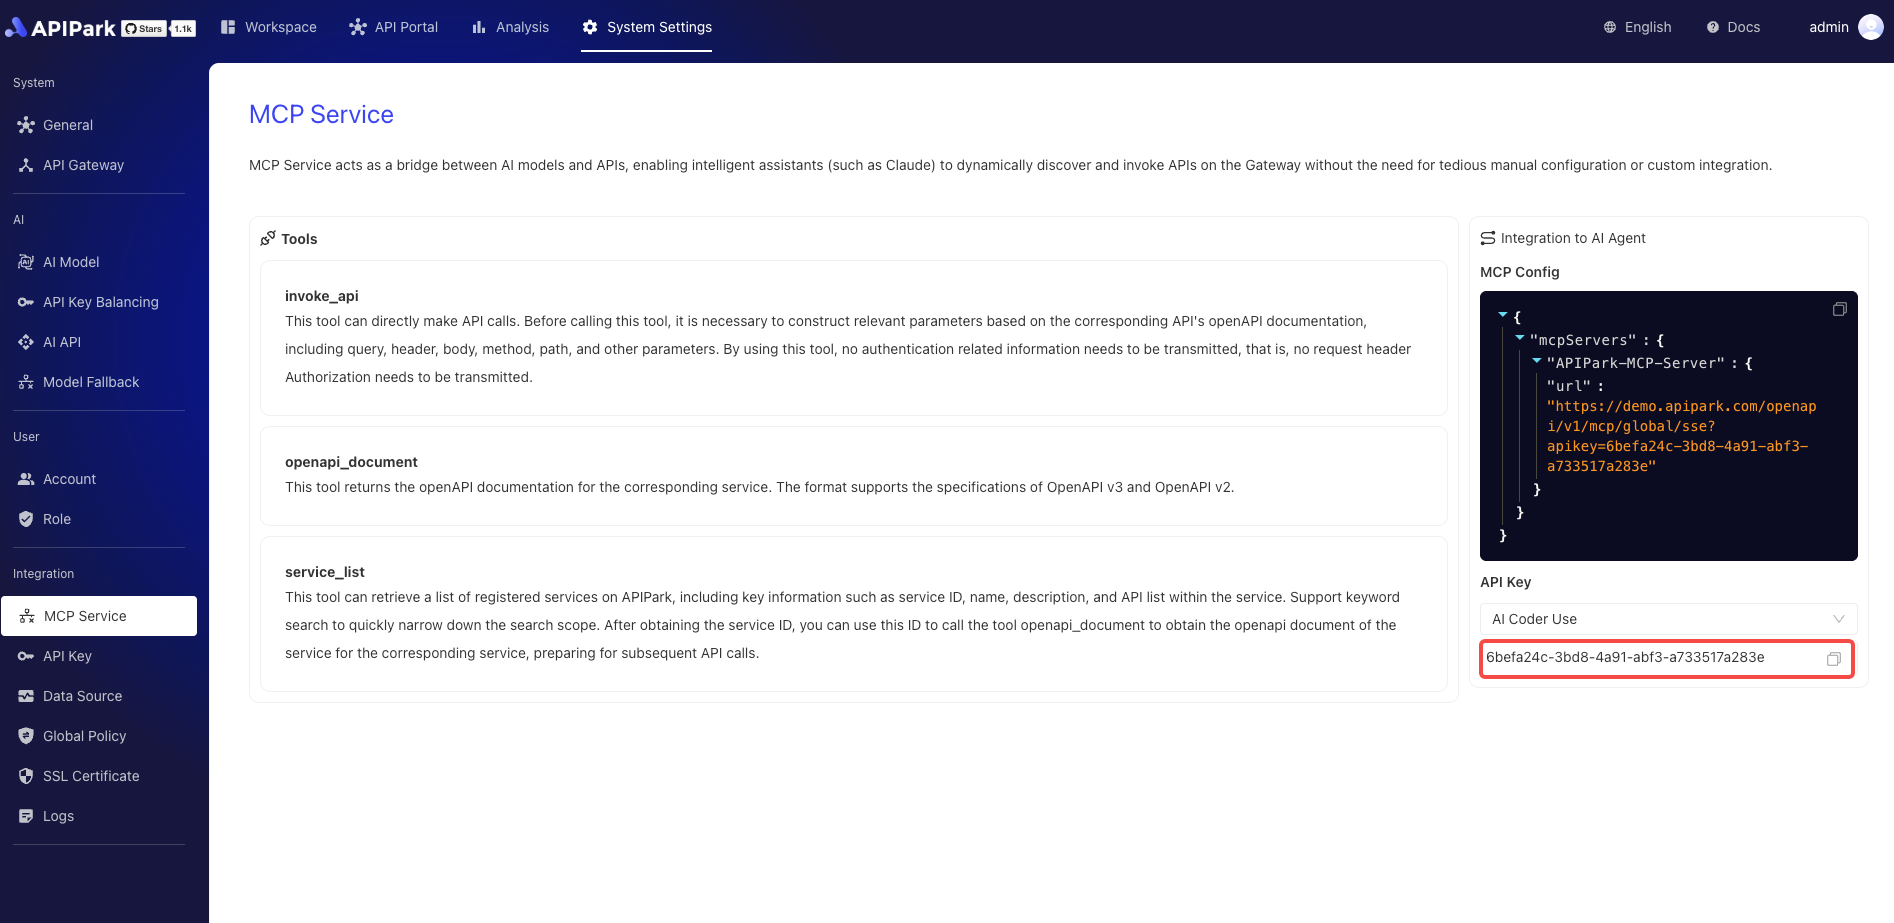 APIPark Stars 1.1k Workspace API Portal Analysis System Settings English Docs admin
System
General
API Gateway
AI
AI Model
API Key Balancing
AI API
Model Fallback
User
Account
Role
Integration
MCP Service
API Key
Data Source
Global Policy
SSL Certificate
Logs
MCP Service
MCP Service acts as a bridge between AI models and APIs, enabling intelligent assistants (such as Claude) to dynamically discover and invoke APIs on the Gateway without the need for tedious manual configuration or custom integration.
Tools
invoke_api
This tool can directly make API calls. Before calling this tool, it is necessary to construct relevant parameters based on the corresponding API's openAPI documentation,
including query, header, body, method, path, and other parameters. By using this tool, no authentication related information needs to be transmitted, that is, no request header
Authorization needs to be transmitted.
openapi_document
This tool returns the openAPI documentation for the corresponding service. The format supports the specifications of OpenAPI v3 and OpenAPI v2.
service_list
This tool can retrieve a list of registered services on APIPark, including key information such as service ID, name, description, and API list within the service. Support keyword
search to quickly narrow down the search scope. After obtaining the service ID, you can use this ID to call the tool openapi_document to obtain the openapi document of the
service for the corresponding service, preparing for subsequent API calls.
Integration to AI Agent
MCP Config
{
"mcpServers" : {
"APIPark-MCP-Server" : {
"url" :
"https://demo.apipark.com/openap
i/v1/mcp/global/sse?
apikey=6befa24c-3bd8-4a91-abf3-
a733517a283e"
}
}
}
API Key
AI Coder Use
6befa24c-3bd8-4a91-abf3-a733517a283e